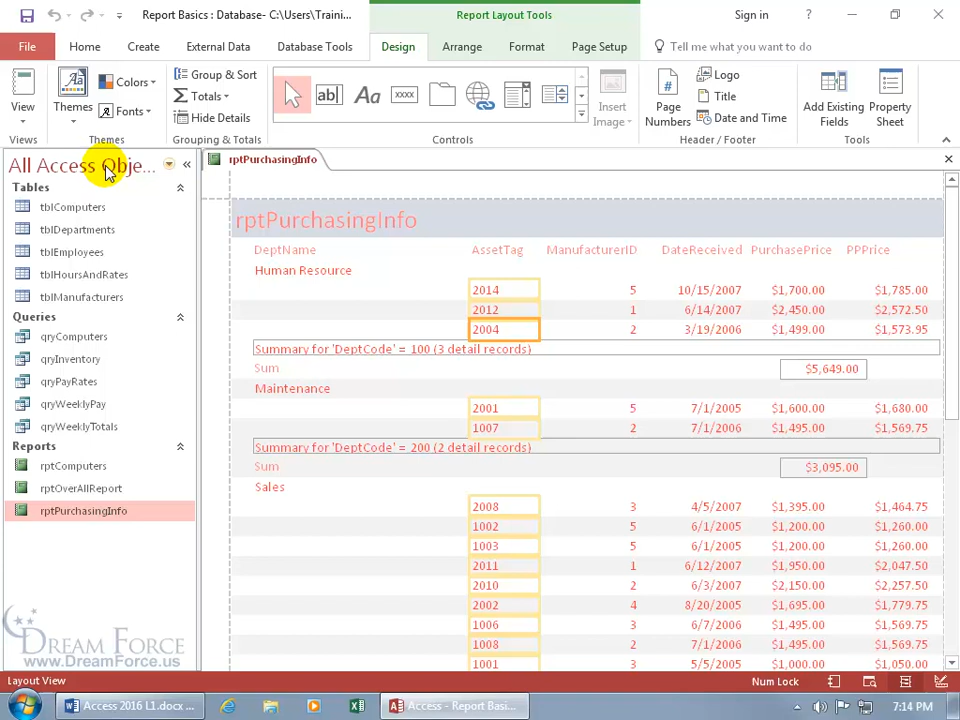 Report Basics : Database- C:\Users\Traini...
Report Layout Tools
Sign in
?
File
Home
Create
External Data
Database Tools
Design
Arrange
Format
Page Setup
Tell me what you want to do
View
Themes
Colors
Fonts
Group & Sort
Totals
Hide Details
ab|
Aa
xxxx
Insert
Image
#
Page
Numbers
Logo
Title
Date and Time
Add Existing
Fields
Property
Sheet
Views
Themes
Grouping & Totals
Controls
Header / Footer
Tools
All Access Obje...
rptPurchasingInfo
Tables
tblComputers
tblDepartments
tblEmployees
tblHoursAndRates
tblManufacturers
Queries
qryComputers
qryInventory
qryPayRates
qryWeeklyPay
qryWeeklyTotals
Reports
rptComputers
rptOverAllReport
rptPurchasingInfo
rptPurchasingInfo
DeptName AssetTag ManufacturerID DateReceived PurchasePrice PPPrice
Human Resource
2014 5 10/15/2007 $1,700.00 $1,785.00
2012 1 6/14/2007 $2,450.00 $2,572.50
2004 2 3/19/2006 $1,499.00 $1,573.95
Summary for 'DeptCode' = 100 (3 detail records)
Sum $5,649.00
Maintenance
2001 5 7/1/2005 $1,600.00 $1,680.00
1007 2 7/1/2006 $1,495.00 $1,569.75
Summary for 'DeptCode' = 200 (2 detail records)
Sum $3,095.00
Sales
2008 3 4/5/2007 $1,395.00 $1,464.75
1002 5 6/1/2005 $1,200.00 $1,260.00
1003 5 6/1/2005 $1,200.00 $1,260.00
2011 1 6/12/2007 $1,950.00 $2,047.50
2010 2 6/3/2007 $2,150.00 $2,257.50
2002 4 8/20/2005 $1,695.00 $1,779.75
1006 3 6/7/2006 $1,495.00 $1,569.75
1008 2 7/1/2006 $1,495.00 $1,569.75
1001 3 5/5/2005 $1,000.00 $1,050.00
DREAM FORCE
www.DreamForce.us
Layout View
Num Lock
Access 2016 L1.docx ...
Access - Report Basi...
7:14 PM